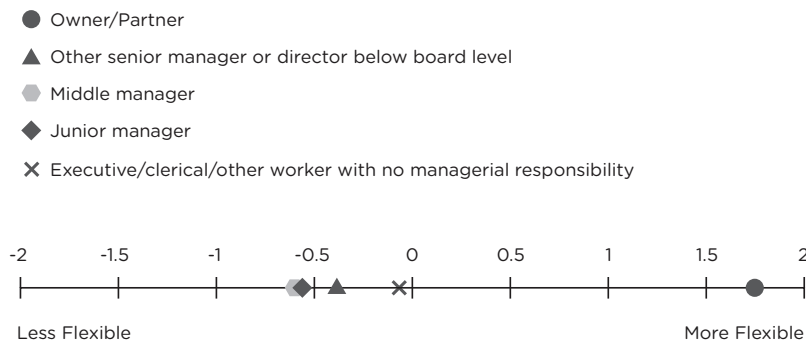 Owner/Partner
Other senior manager or director below board level
Middle manager
Junior manager
Executive/clerical/other worker with no managerial responsibility
-2 -1.5 -1 -0.5 0 0.5 1 1.5 2
Less Flexible More Flexible